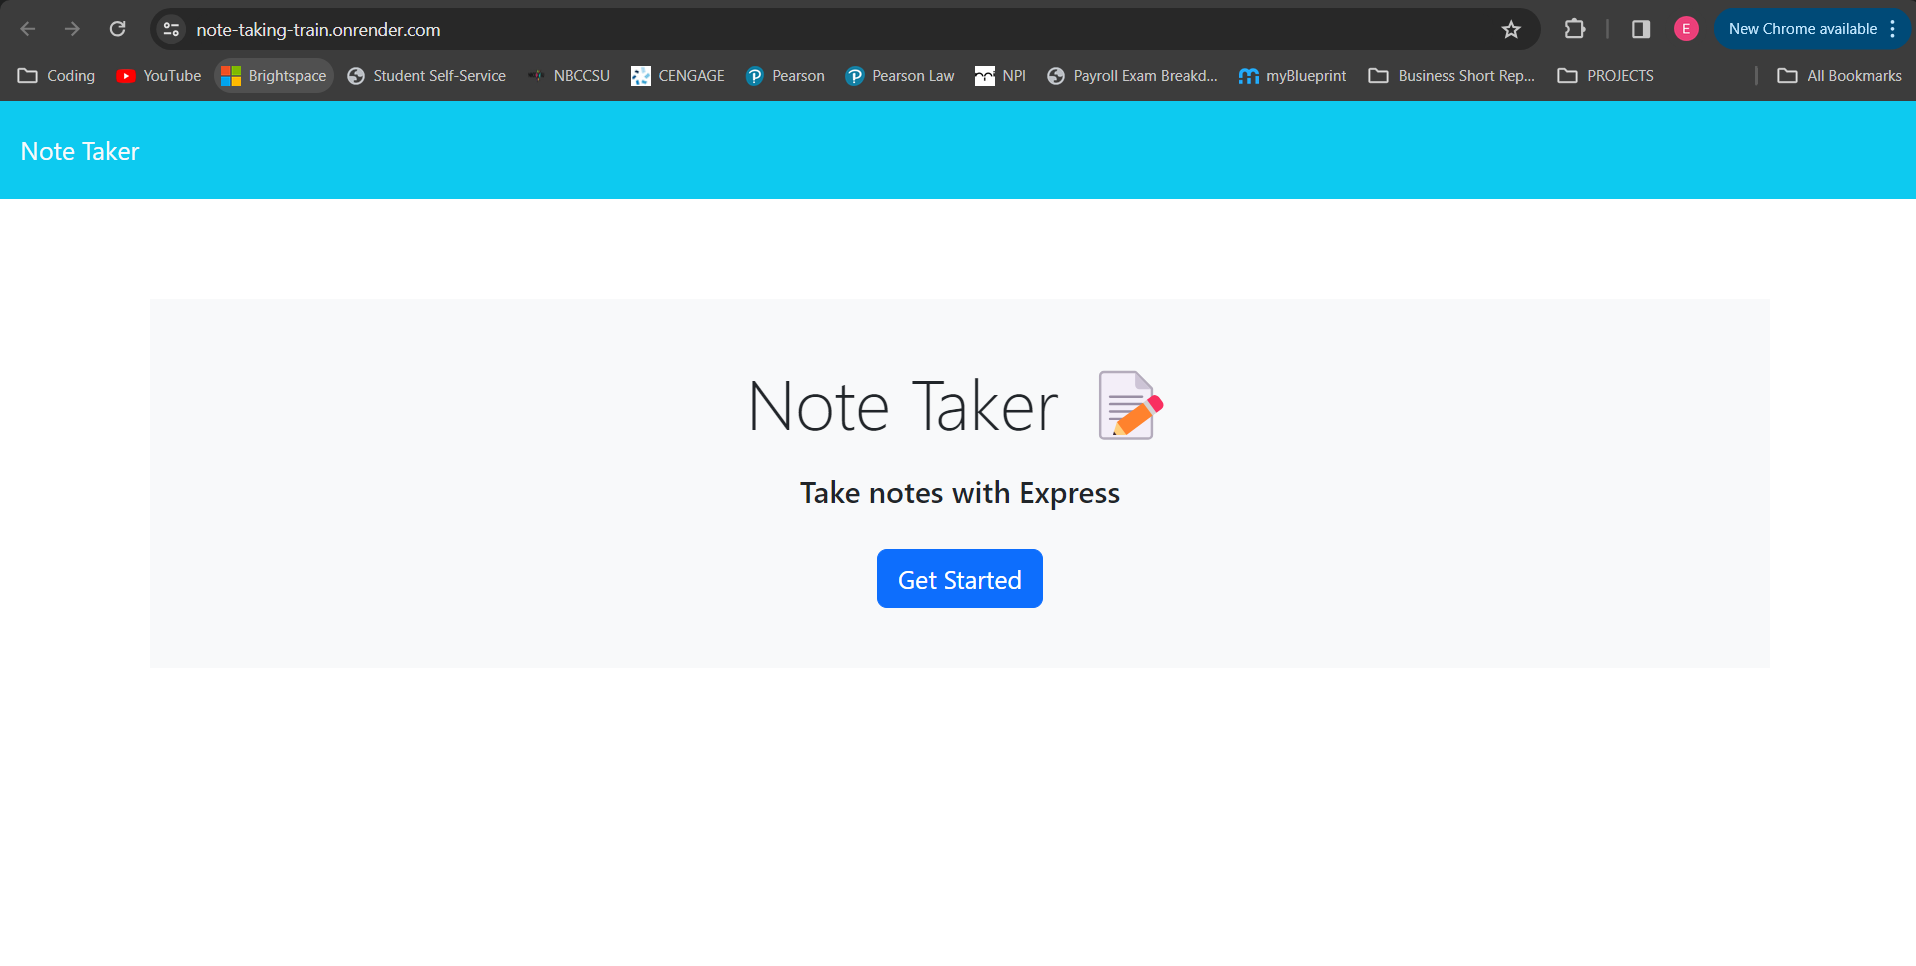 note-taking-train.onrender.com
E
New Chrome available
Coding
YouTube
Brightspace
Student Self-Service
NBCCSU
CENGAGE
Pearson
Pearson Law
NPI
Payroll Exam Breakd...
myBlueprint
Business Short Rep...
PROJECTS
All Bookmarks
Note Taker
Note Taker
Take notes with Express
Get Started